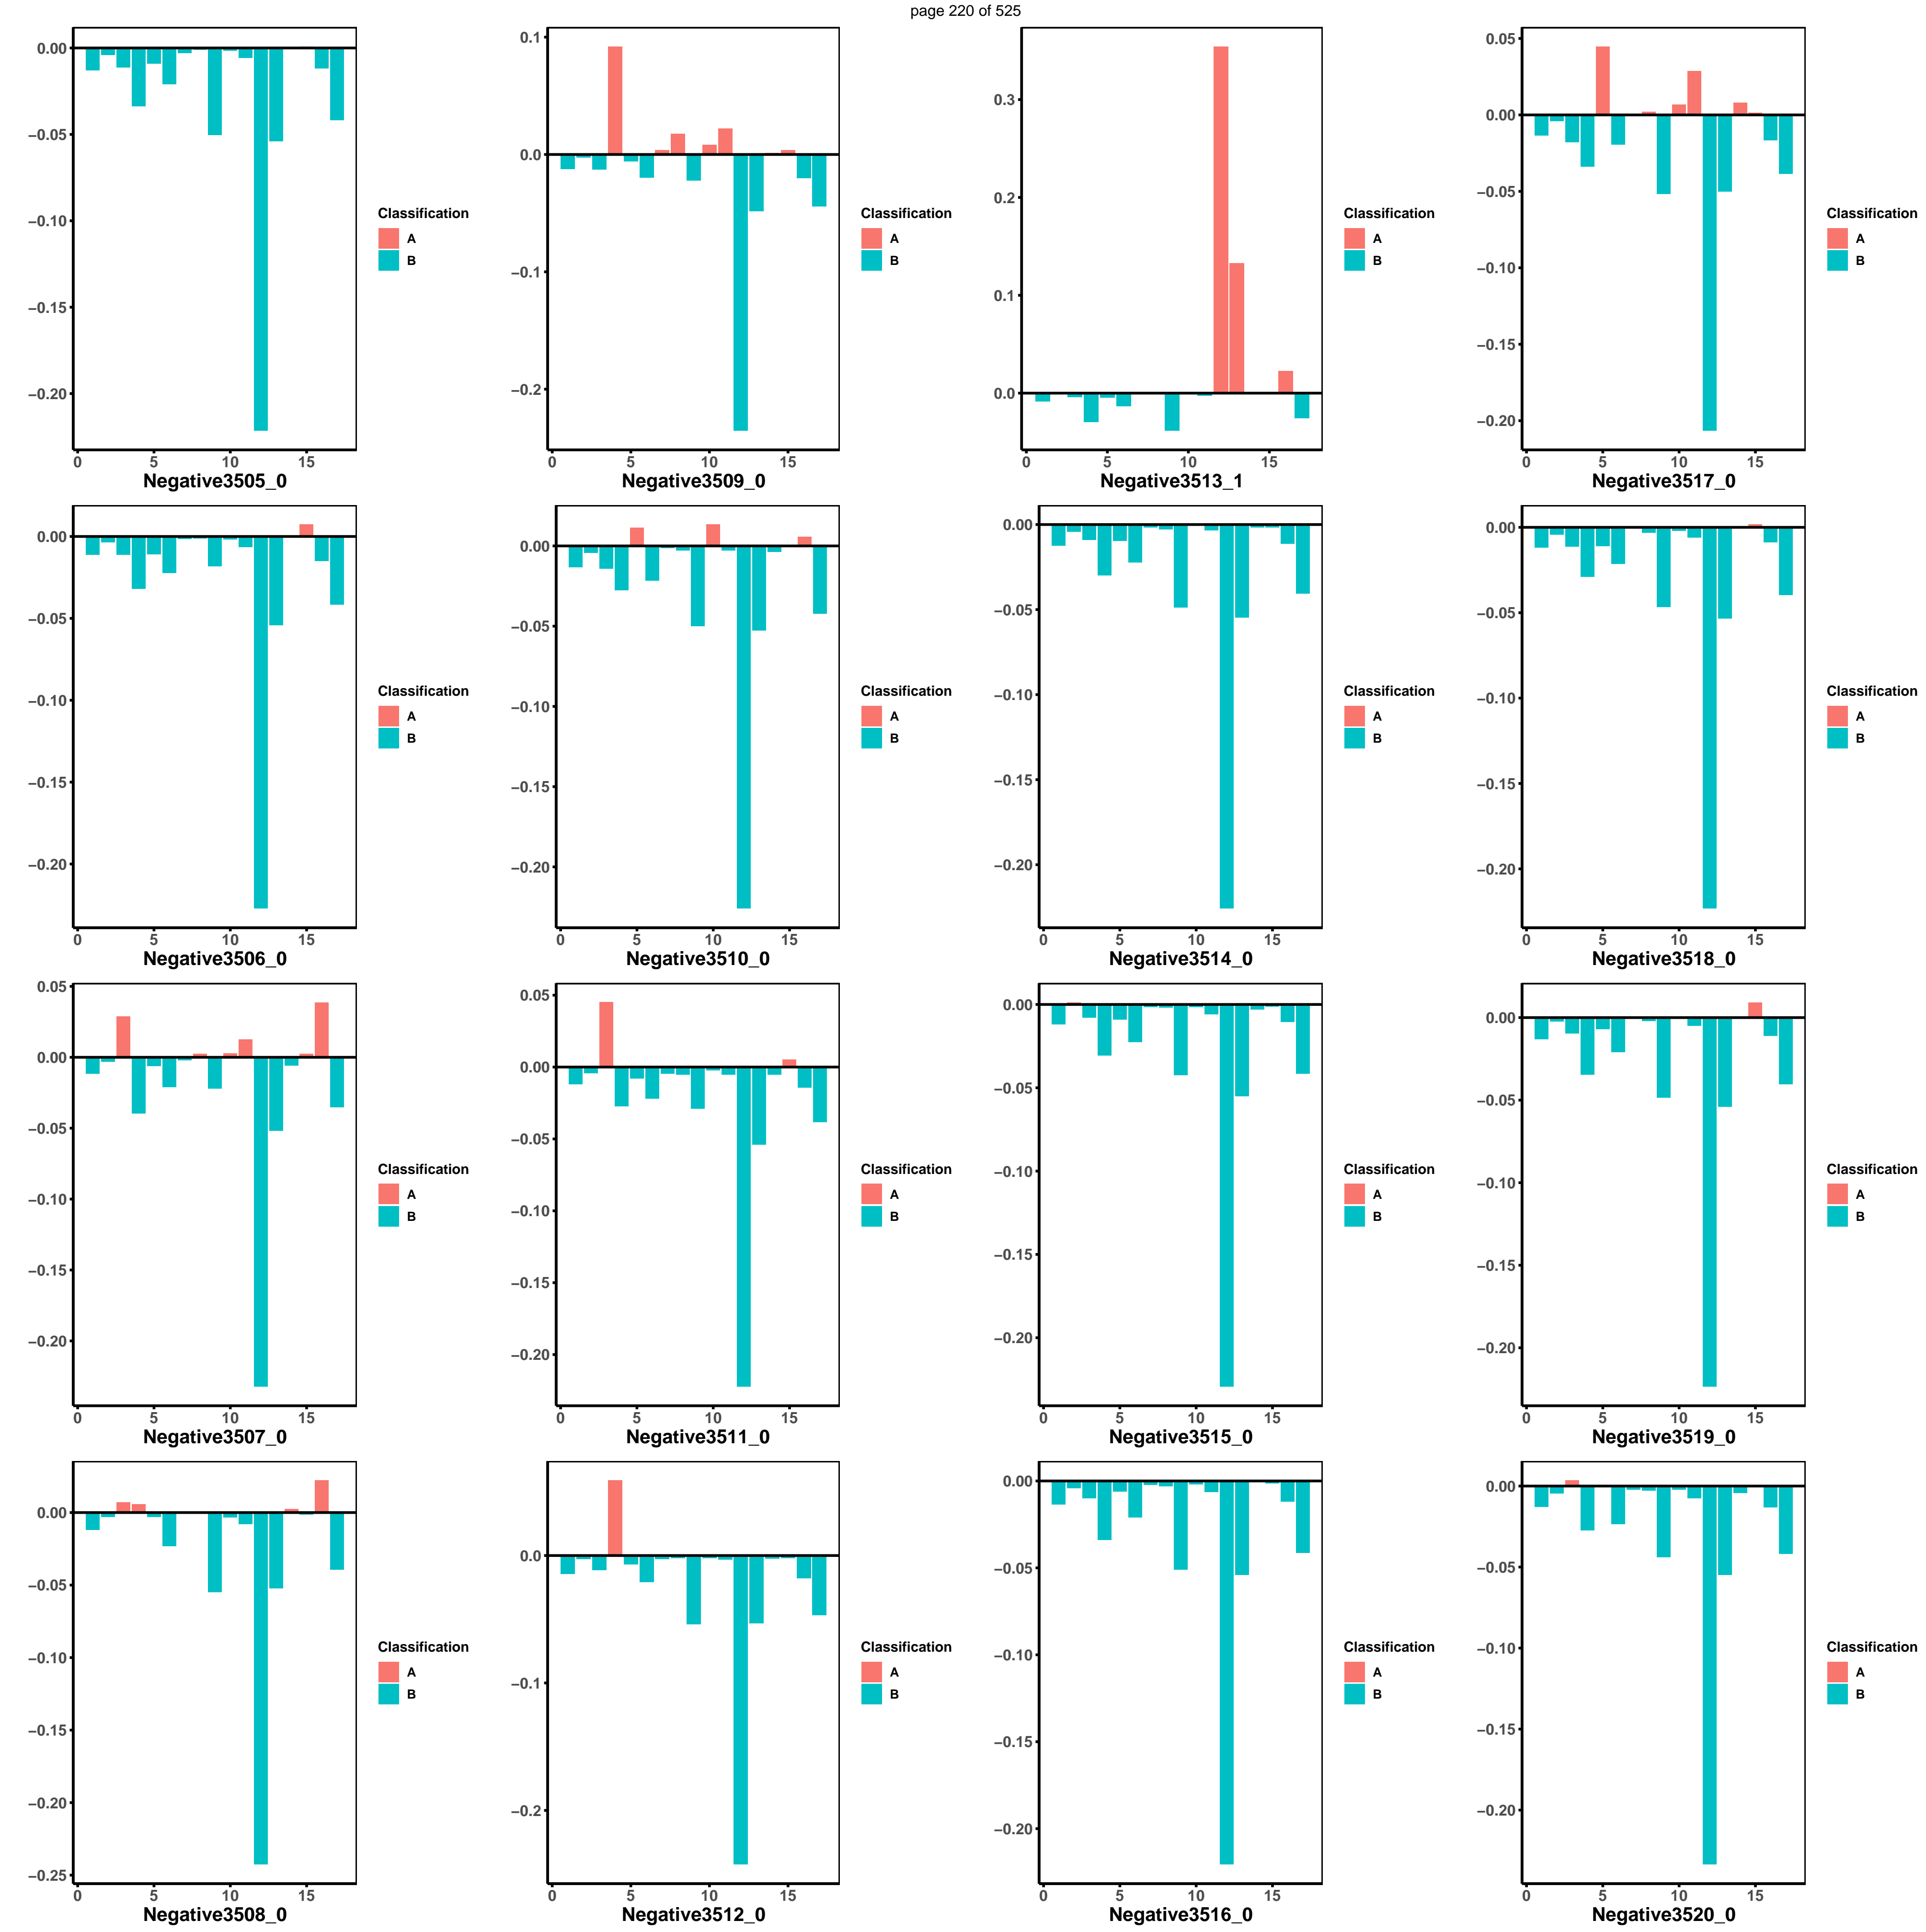 page 220 of 525
0.00
−0.05
−0.10
−0.15
−0.20
0 5 10 15
Negative3505_0
Classification
A
B
0.1
0.0
−0.1
−0.2
0 5 10 15
Negative3509_0
Classification
A
B
0.3
0.2
0.1
0.0
0 5 10 15
Negative3513_1
Classification
A
B
0.05
0.00
−0.05
−0.10
−0.15
−0.20
0 5 10 15
Negative3517_0
Classification
A
B
0.00
−0.05
−0.10
−0.15
−0.20
0 5 10 15
Negative3506_0
Classification
A
B
0.00
−0.05
−0.10
−0.15
−0.20
0 5 10 15
Negative3510_0
Classification
A
B
0.00
−0.05
−0.10
−0.15
−0.20
0 5 10 15
Negative3514_0
Classification
A
B
0.00
−0.05
−0.10
−0.15
−0.20
0 5 10 15
Negative3518_0
Classification
A
B
0.05
0.00
−0.05
−0.10
−0.15
−0.20
0 5 10 15
Negative3507_0
Classification
A
B
0.05
0.00
−0.05
−0.10
−0.15
−0.20
0 5 10 15
Negative3511_0
Classification
A
B
0.00
−0.05
−0.10
−0.15
−0.20
0 5 10 15
Negative3515_0
Classification
A
B
0.00
−0.05
−0.10
−0.15
−0.20
0 5 10 15
Negative3519_0
Classification
A
B
0.00
−0.05
−0.10
−0.15
−0.20
−0.25
0 5 10 15
Negative3508_0
Classification
A
B
0.0
−0.1
−0.2
0 5 10 15
Negative3512_0
Classification
A
B
0.00
−0.05
−0.10
−0.15
−0.20
0 5 10 15
Negative3516_0
Classification
A
B
0.00
−0.05
−0.10
−0.15
−0.20
0 5 10 15
Negative3520_0
Classification
A
B